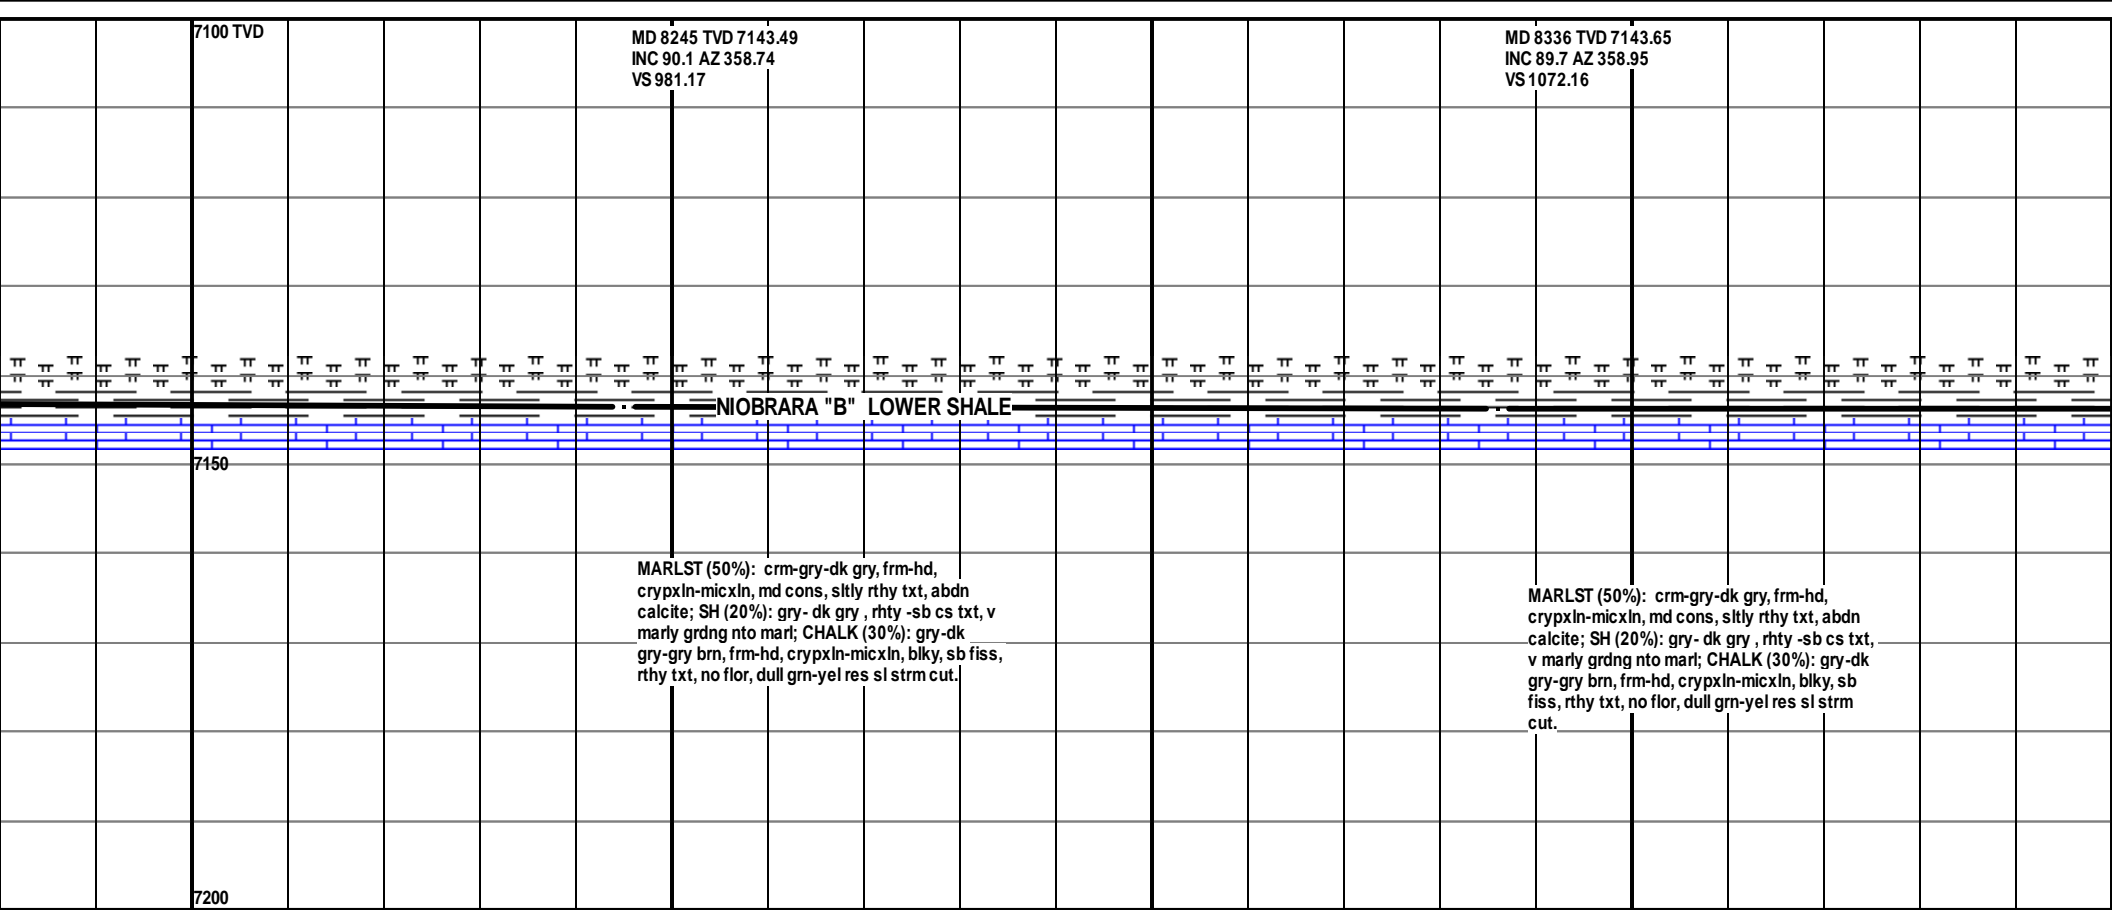 7100 TVD
MD 8245 TVD 7143.49
INC 90.1 AZ 358.74
VS 981.17
MD 8336 TVD 7143.65
INC 89.7 AZ 358.95
VS 1072.16
NIOBRARA "B" LOWER SHALE
7150
MARLST (50%): crm-gry-dk gry, frm-hd,
crypxln-micxln, md cons, sltly rthy txt, abdn
calcite; SH (20%): gry- dk gry , rhty -sb cs txt, v
marly grdng nto marl; CHALK (30%): gry-dk
gry-gry brn, frm-hd, crypxln-micxln, blky, sb fiss,
rthy txt, no flor, dull grn-yel res sl strm cut.
MARLST (50%): crm-gry-dk gry, frm-hd,
crypxln-micxln, md cons, sltly rthy txt, abdn
calcite; SH (20%): gry- dk gry , rhty -sb cs txt,
v marly grdng nto marl; CHALK (30%): gry-dk
gry-gry brn, frm-hd, crypxln-micxln, blky, sb
fiss, rthy txt, no flor, dull grn-yel res sl strm
cut.
7200